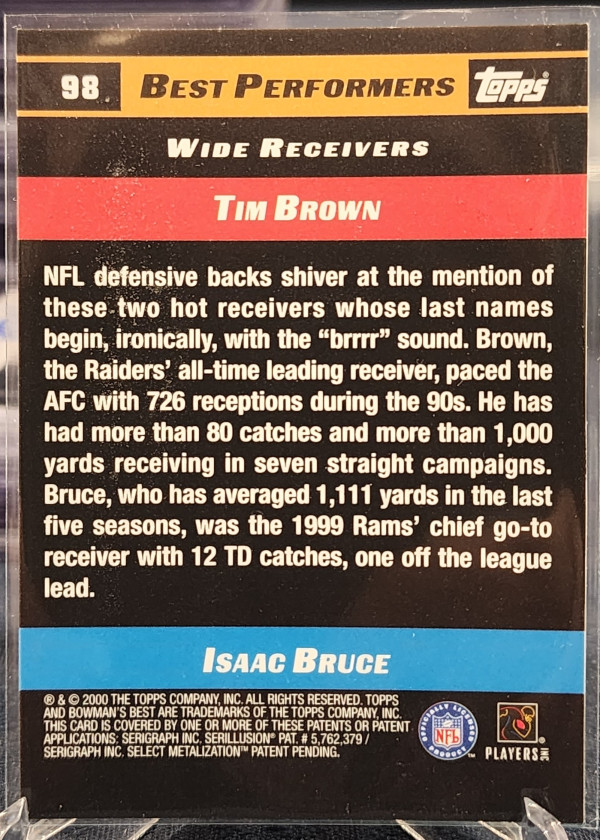 98 BEST PERFORMERS TOPPS
WIDE RECEIVERS
TIM BROWN
NFL defensive backs shiver at the mention of
these two hot receivers whose last names
begin, ironically, with the “brrrr” sound. Brown,
the Raiders’ all-time leading receiver, paced the
AFC with 726 receptions during the 90s. He has
had more than 80 catches and more than 1,000
yards receiving in seven straight campaigns.
Bruce, who has averaged 1,111 yards in the last
five seasons, was the 1999 Rams’ chief go-to
receiver with 12 TD catches, one off the league
lead.
ISAAC BRUCE
® & © 2000 THE TOPPS COMPANY, INC. ALL RIGHTS RESERVED. TOPPS
AND BOWMAN'S BEST ARE TRADEMARKS OF THE TOPPS COMPANY, INC.
THIS CARD IS COVERED BY ONE OR MORE OF THESE PATENTS OR PATENT
APPLICATIONS: SERIGRAPH INC. SERILLUSION® PAT. # 5,762,379 /
SERIGRAPH INC. SELECT METALIZATION™ PATENT PENDING.
OFFICIALLY LICENSED
NFL
PRODUCT ™
PLAYERS INC